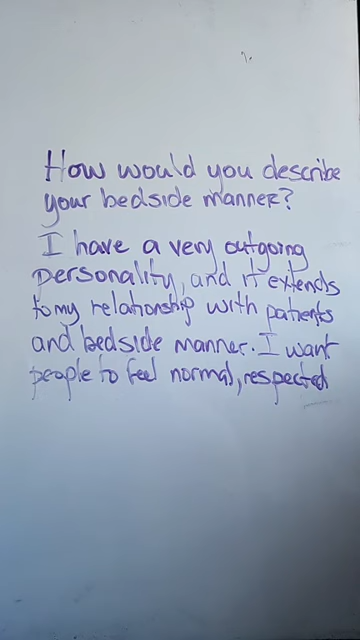 How would you describe
your bedside manner?
I have a very outgoing
personality, and it extends
to my relationship with patients
and bedside manner. I want
people to feel normal, respected